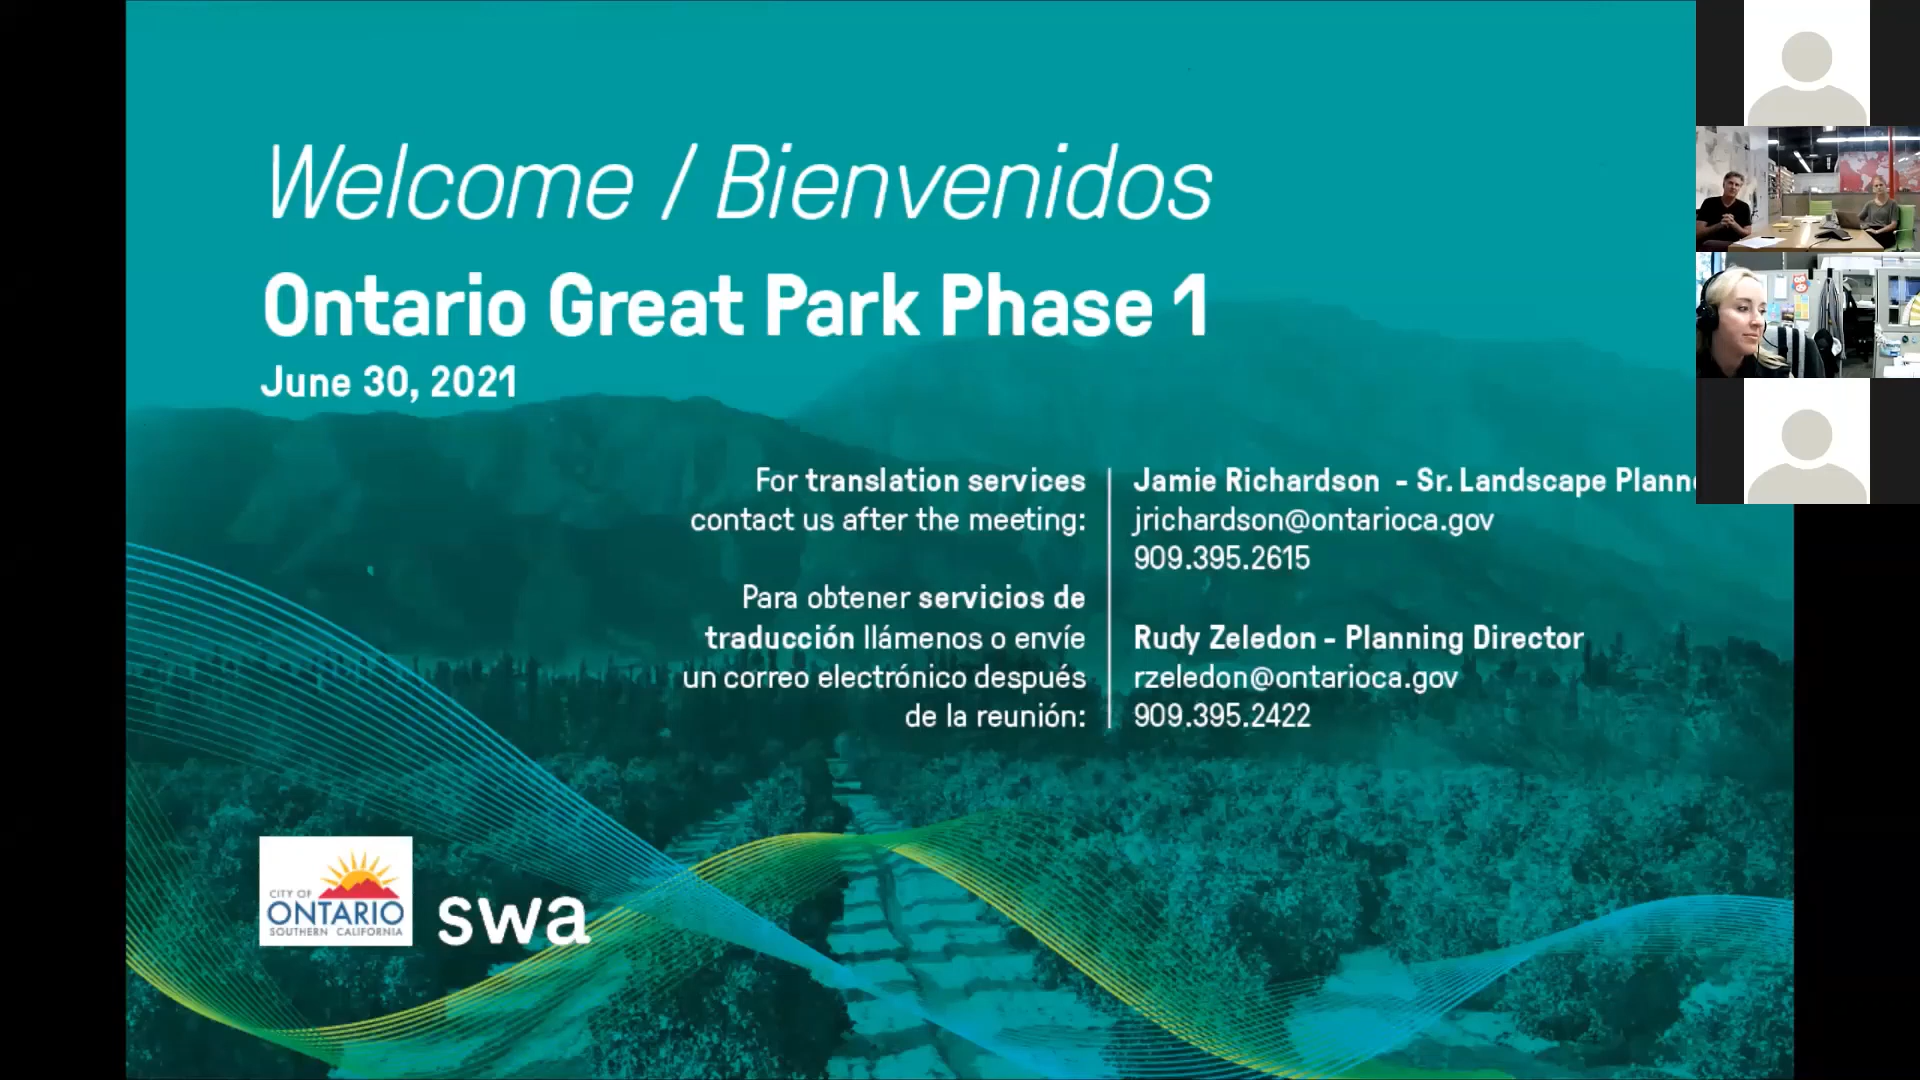 Welcome / Bienvenidos
Ontario Great Park Phase 1
June 30, 2021
For translation services
contact us after the meeting:
Para obtener servicios de
traducción llámenos o envíe
un correo electrónico después
de la reunión:
Jamie Richardson - Sr. Landscape
jrichardson@ontarioca.gov
909.395.2615
Rudy Zeledon - Planning Director
rzeledon@ontarioca.gov
909.395.2422
CITY OF
ONTARIO
SOUTHERN CALIFORNIA
swa